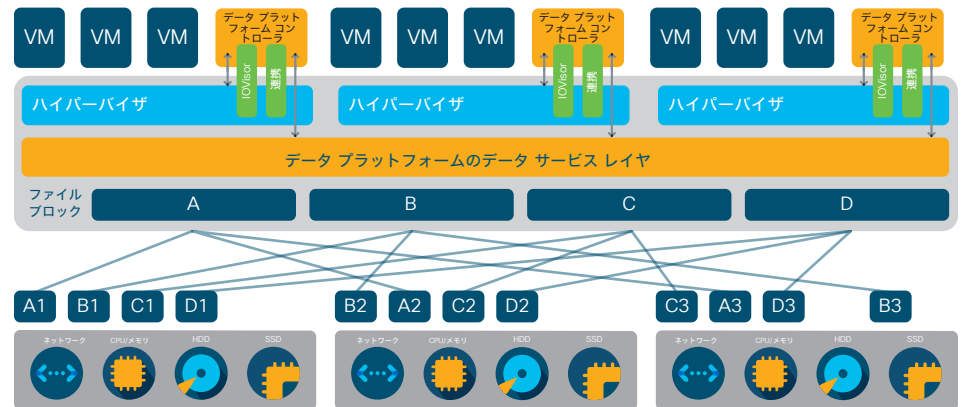 VM VM VM データ プラット
フォーム コン
トローラ
VM VM VM データ プラット
フォーム コン
トローラ
VM VM VM データ プラット
フォーム コン
トローラ
IOVisor 連携
IOVisor 連携
IOVisor 連携
ハイパーバイザ ハイパーバイザ ハイパーバイザ
データ プラットフォームのデータ サービス レイヤ
ファイル
ブロック
A B C D
A1 B1 C1 D1 B2 A2 C2 D2 C3 A3 D3 B3
ネットワーク CPU/メモリ HDD SSD
ネットワーク CPU/メモリ HDD SSD
ネットワーク CPU/メモリ HDD SSD